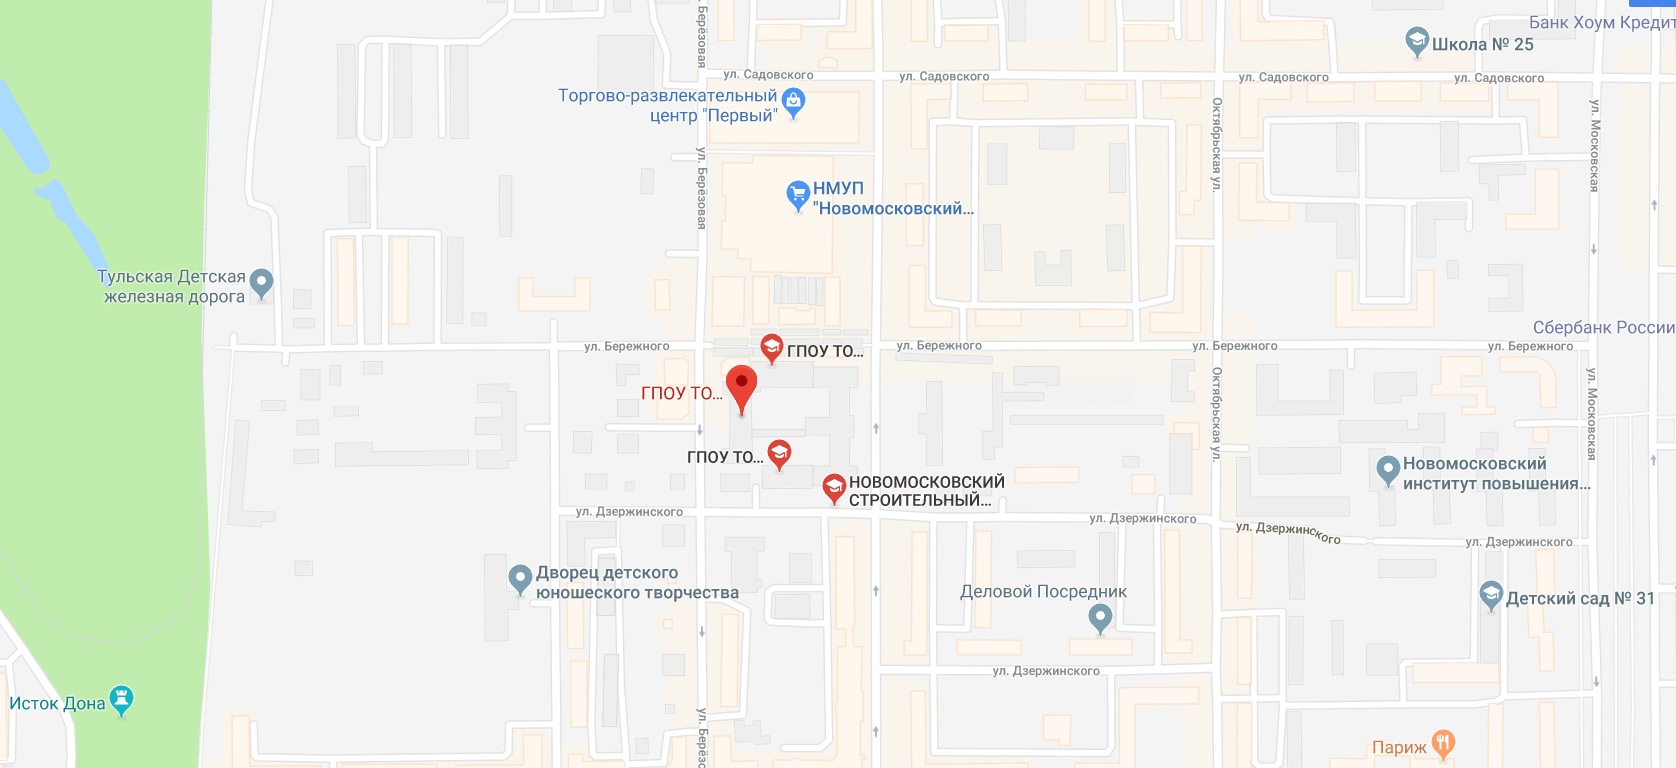 Банк Хоум Кредит
ул. Берёзовая
Школа № 25
ул. Садовского
ул. Садовского
ул. Садовского
ул. Садовского
Торгово-развлекательный
центр "Первый"
Октябрьская ул.
ул. Московская
ул. Берёзовая
НМУП
"Новомосковский...
Тульская Детская
железная дорога
Сбербанк России
ул. Бережного
ГПОУ ТО...
ул. Бережного
ул. Бережного
ул. Бережного
ГПОУ ТО...
Октябрьская ул.
ул. Московская
ГПОУ ТО...
Новомосковский
институт повышения...
НОВОМОСКОВСКИЙ
СТРОИТЕЛЬНЫЙ...
ул. Дзержинского
ул. Дзержинского
ул. Дзержинского
ул. Дзержинского
Дворец детского
юношеского творчества
Деловой Посредник
Детский сад № 31
ул. Дзержинского
Исток Дона
ул. Берёзо
Париж